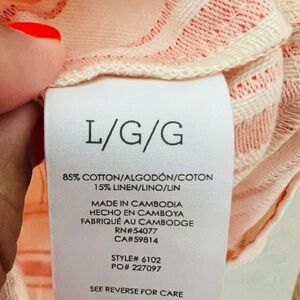 L/G/G
85% COTTON/ALGODÓN/COTON
15% LINEN/LINO/LIN
MADE IN CAMBODIA
HECHO EN CAMBOYA
FABRIQUÉ AU CAMBODGE
RN#54077
CA#59814
STYLE# 6102
PO# 227097
SEE REVERSE FOR CARE